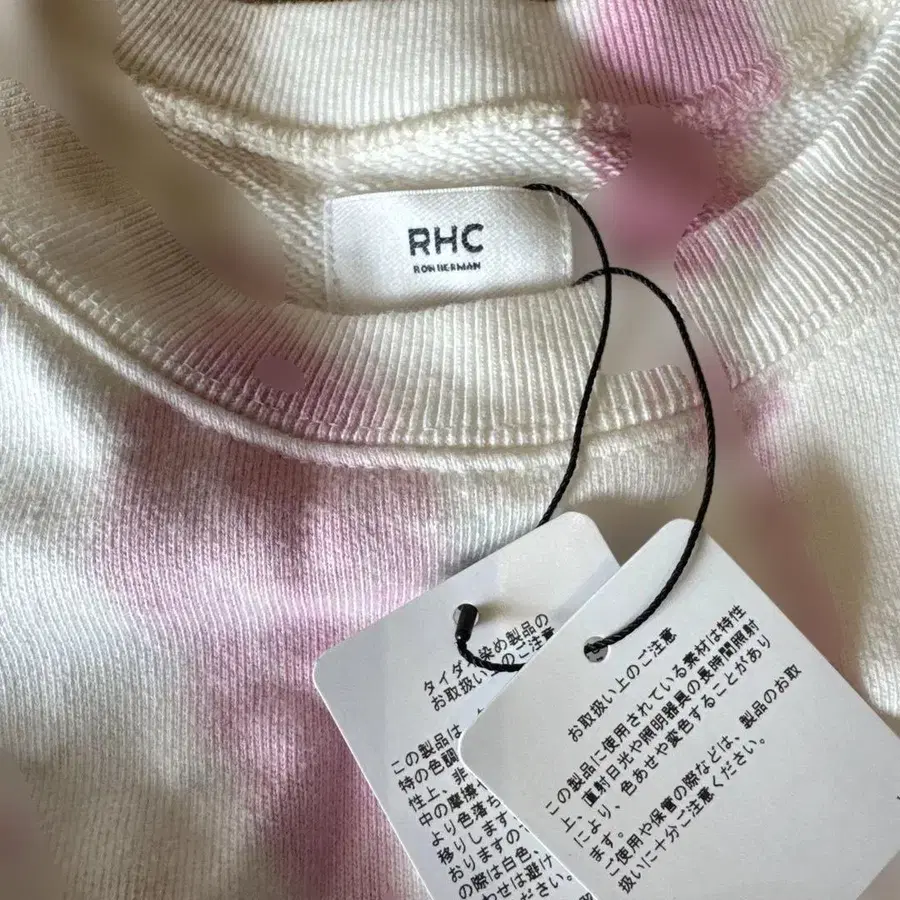 RHC
RON HERMAN
タイダイ染め製品の
お取扱い上のご注意
この製品は
特の色調
性上、非
中の摩擦
より色落ち
移りします
おりますので
の際は白色、
わせは避け
ださい。
お取扱い上のご注意
この製品に使用されている素材は特性
上、直射日光や照明器具の長時間照射
により、色あせや変色することがあり
ます。
ご使用や保管の際などは、製品のお取
扱いに十分ご注意ください。